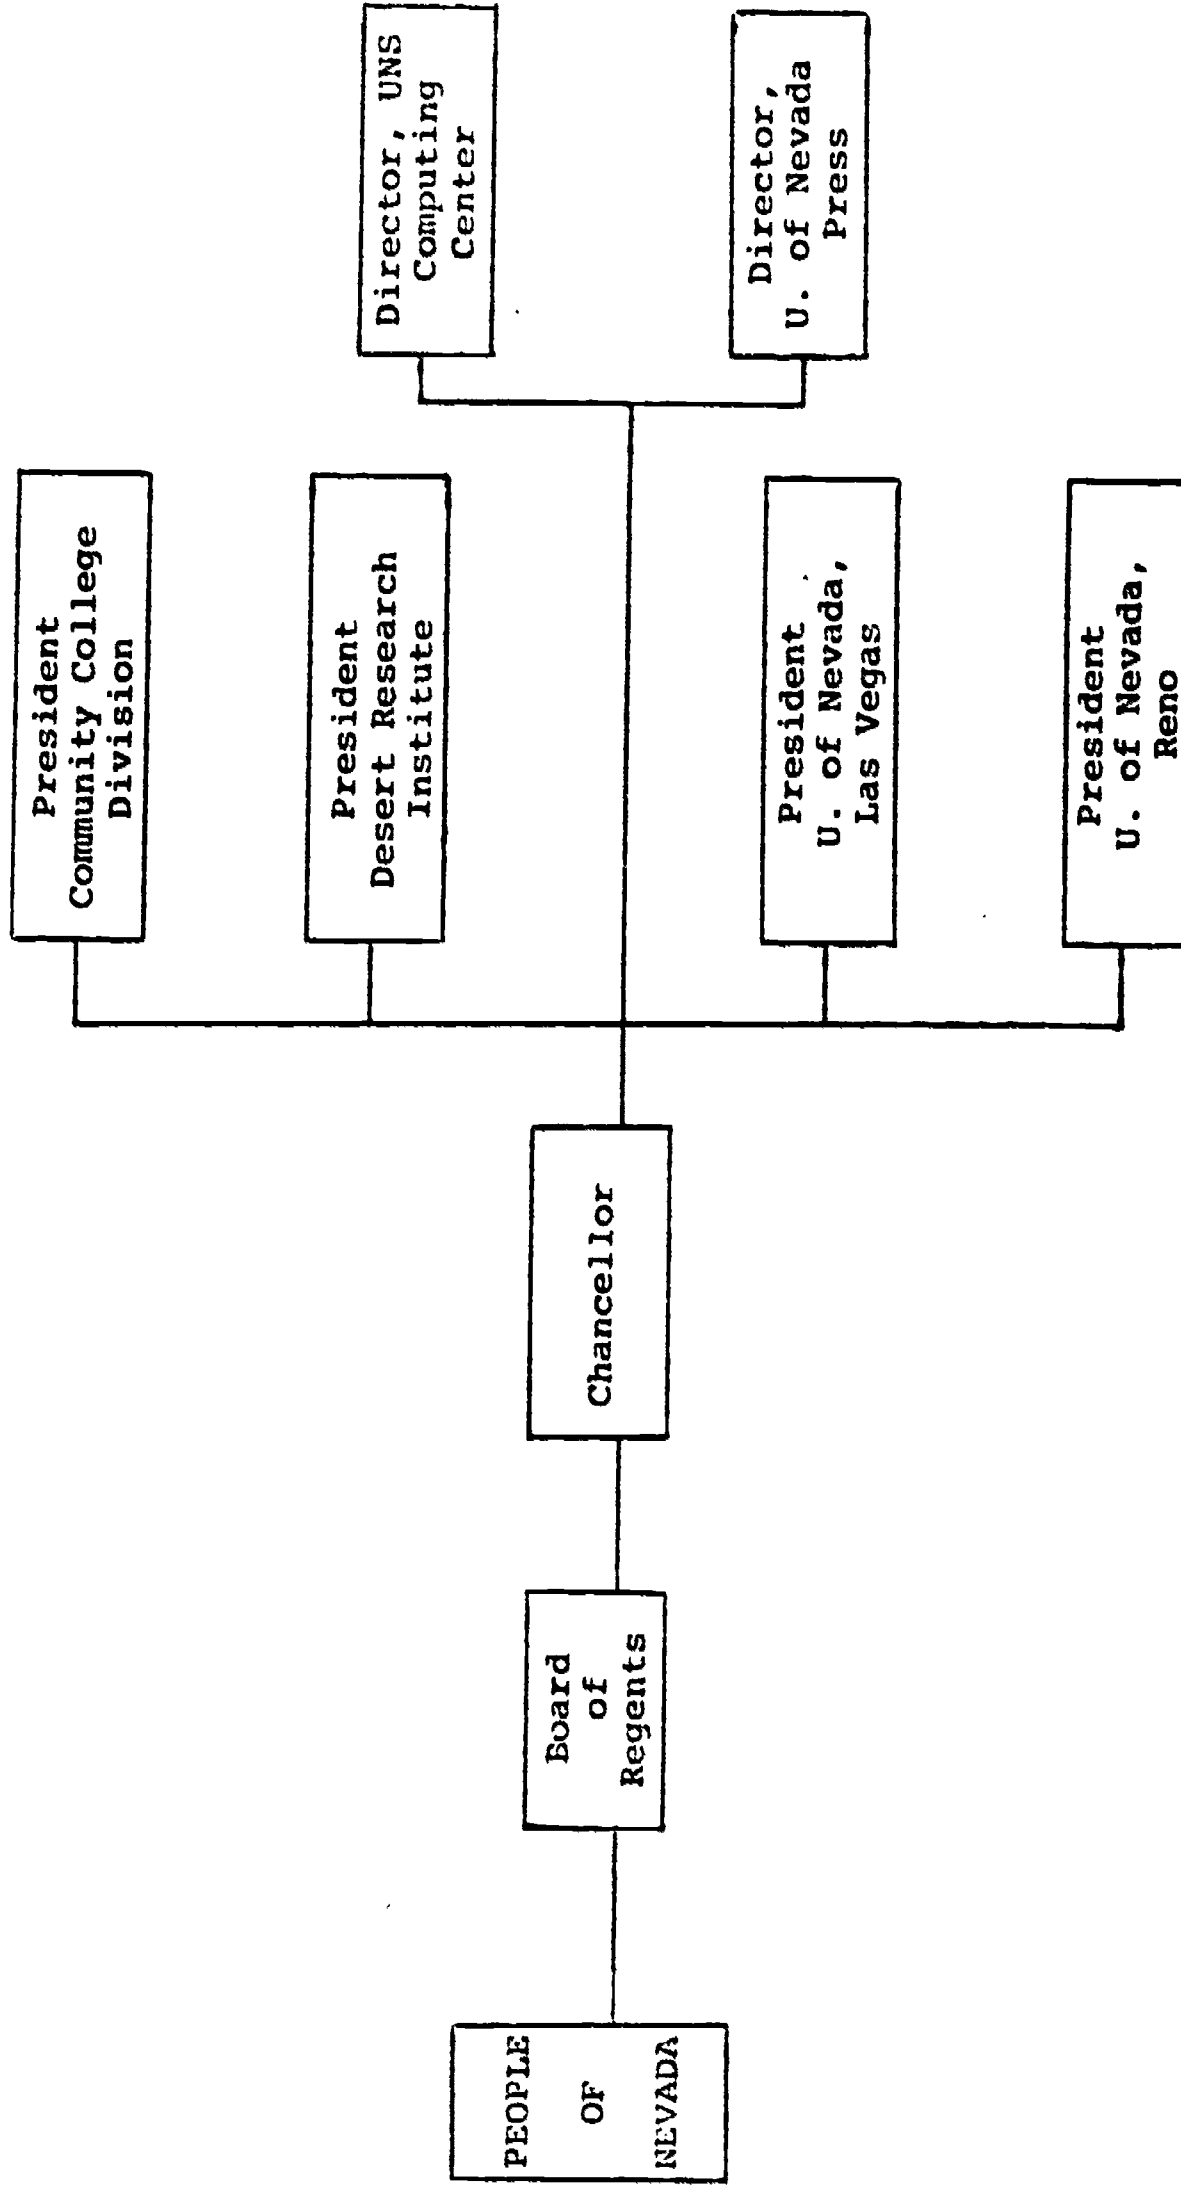 PEOPLE
OF
NEVADA
Board
of
Regents
Chancellor
President
Community College
Division
President
Desert Research
Institute
President
U. of Nevada,
Las Vegas
President
U. of Nevada,
Reno
Director, UNS
Computing
Center
Director,
U. of Nevada
Press